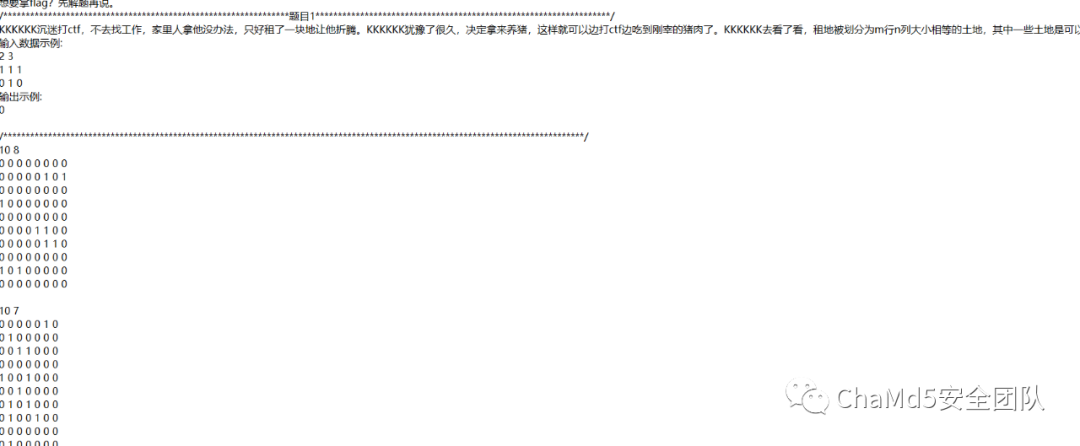 想要拿flag？先解题再说。
/****************************************************************题目1******************************************************************/
KKKKKK沉迷打ctf，不去找工作，家里人拿他没办法，只好租了一块地让他折腾。KKKKKK犹豫了很久，决定拿来养猪，这样就可以边打ctf边吃到刚宰的猪肉了。KKKKKK去看了看，租地被划分为m行n列大小相等的土地，其中一些土地是可以
输入数据示例:
2 3
1 1 1
0 1 0
输出示例:
0
/**********************************************************************************************************************************/
10 8
0 0 0 0 0 0 0 0
0 0 0 0 0 1 0 1
0 0 0 0 0 0 0 0
1 0 0 0 0 0 0 0
0 0 0 0 0 0 0 0
0 0 0 0 1 1 0 0
0 0 0 0 0 1 1 0
0 0 0 0 0 0 0 0
1 0 1 0 0 0 0 0
0 0 0 0 0 0 0 0
10 7
0 0 0 0 0 1 0
0 1 0 0 0 0 0
0 0 1 1 0 0 0
0 0 0 0 0 0 0
1 0 0 1 0 0 0
0 0 1 0 0 0 0
0 1 0 1 0 0 0
0 1 0 0 1 0 0
0 0 0 0 0 0 0
0 1 0 0 0 0 0
ChaMd5安全团队